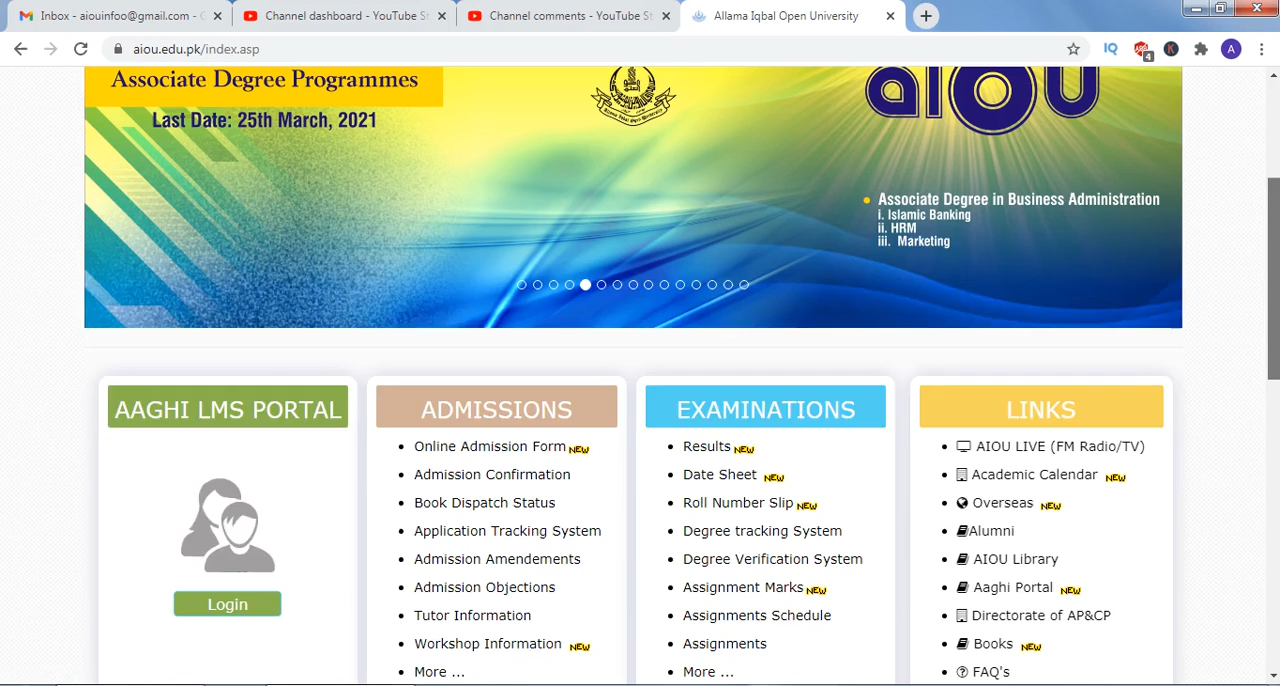 Inbox - aiouinfoo@gmail.com - G
Channel dashboard - YouTube St
Channel comments - YouTube St
Allama Iqbal Open University
aiou.edu.pk/index.asp
IQ
4
K
A
Associate Degree Programmes
Last Date: 25th March, 2021
AIOU
Associate Degree in Business Administration
i. Islamic Banking
ii. HRM
iii. Marketing
AAGHI LMS PORTAL
Login
ADMISSIONS
Online Admission Form NEW
Admission Confirmation
Book Dispatch Status
Application Tracking System
Admission Amendements
Admission Objections
Tutor Information
Workshop Information NEW
More ...
EXAMINATIONS
Results NEW
Date Sheet NEW
Roll Number Slip NEW
Degree tracking System
Degree Verification System
Assignment Marks NEW
Assignments Schedule
Assignments
More ...
LINKS
AIOU LIVE (FM Radio/TV)
Academic Calendar NEW
Overseas NEW
Alumni
AIOU Library
Aaghi Portal NEW
Directorate of AP&CP
Books NEW
FAQ's